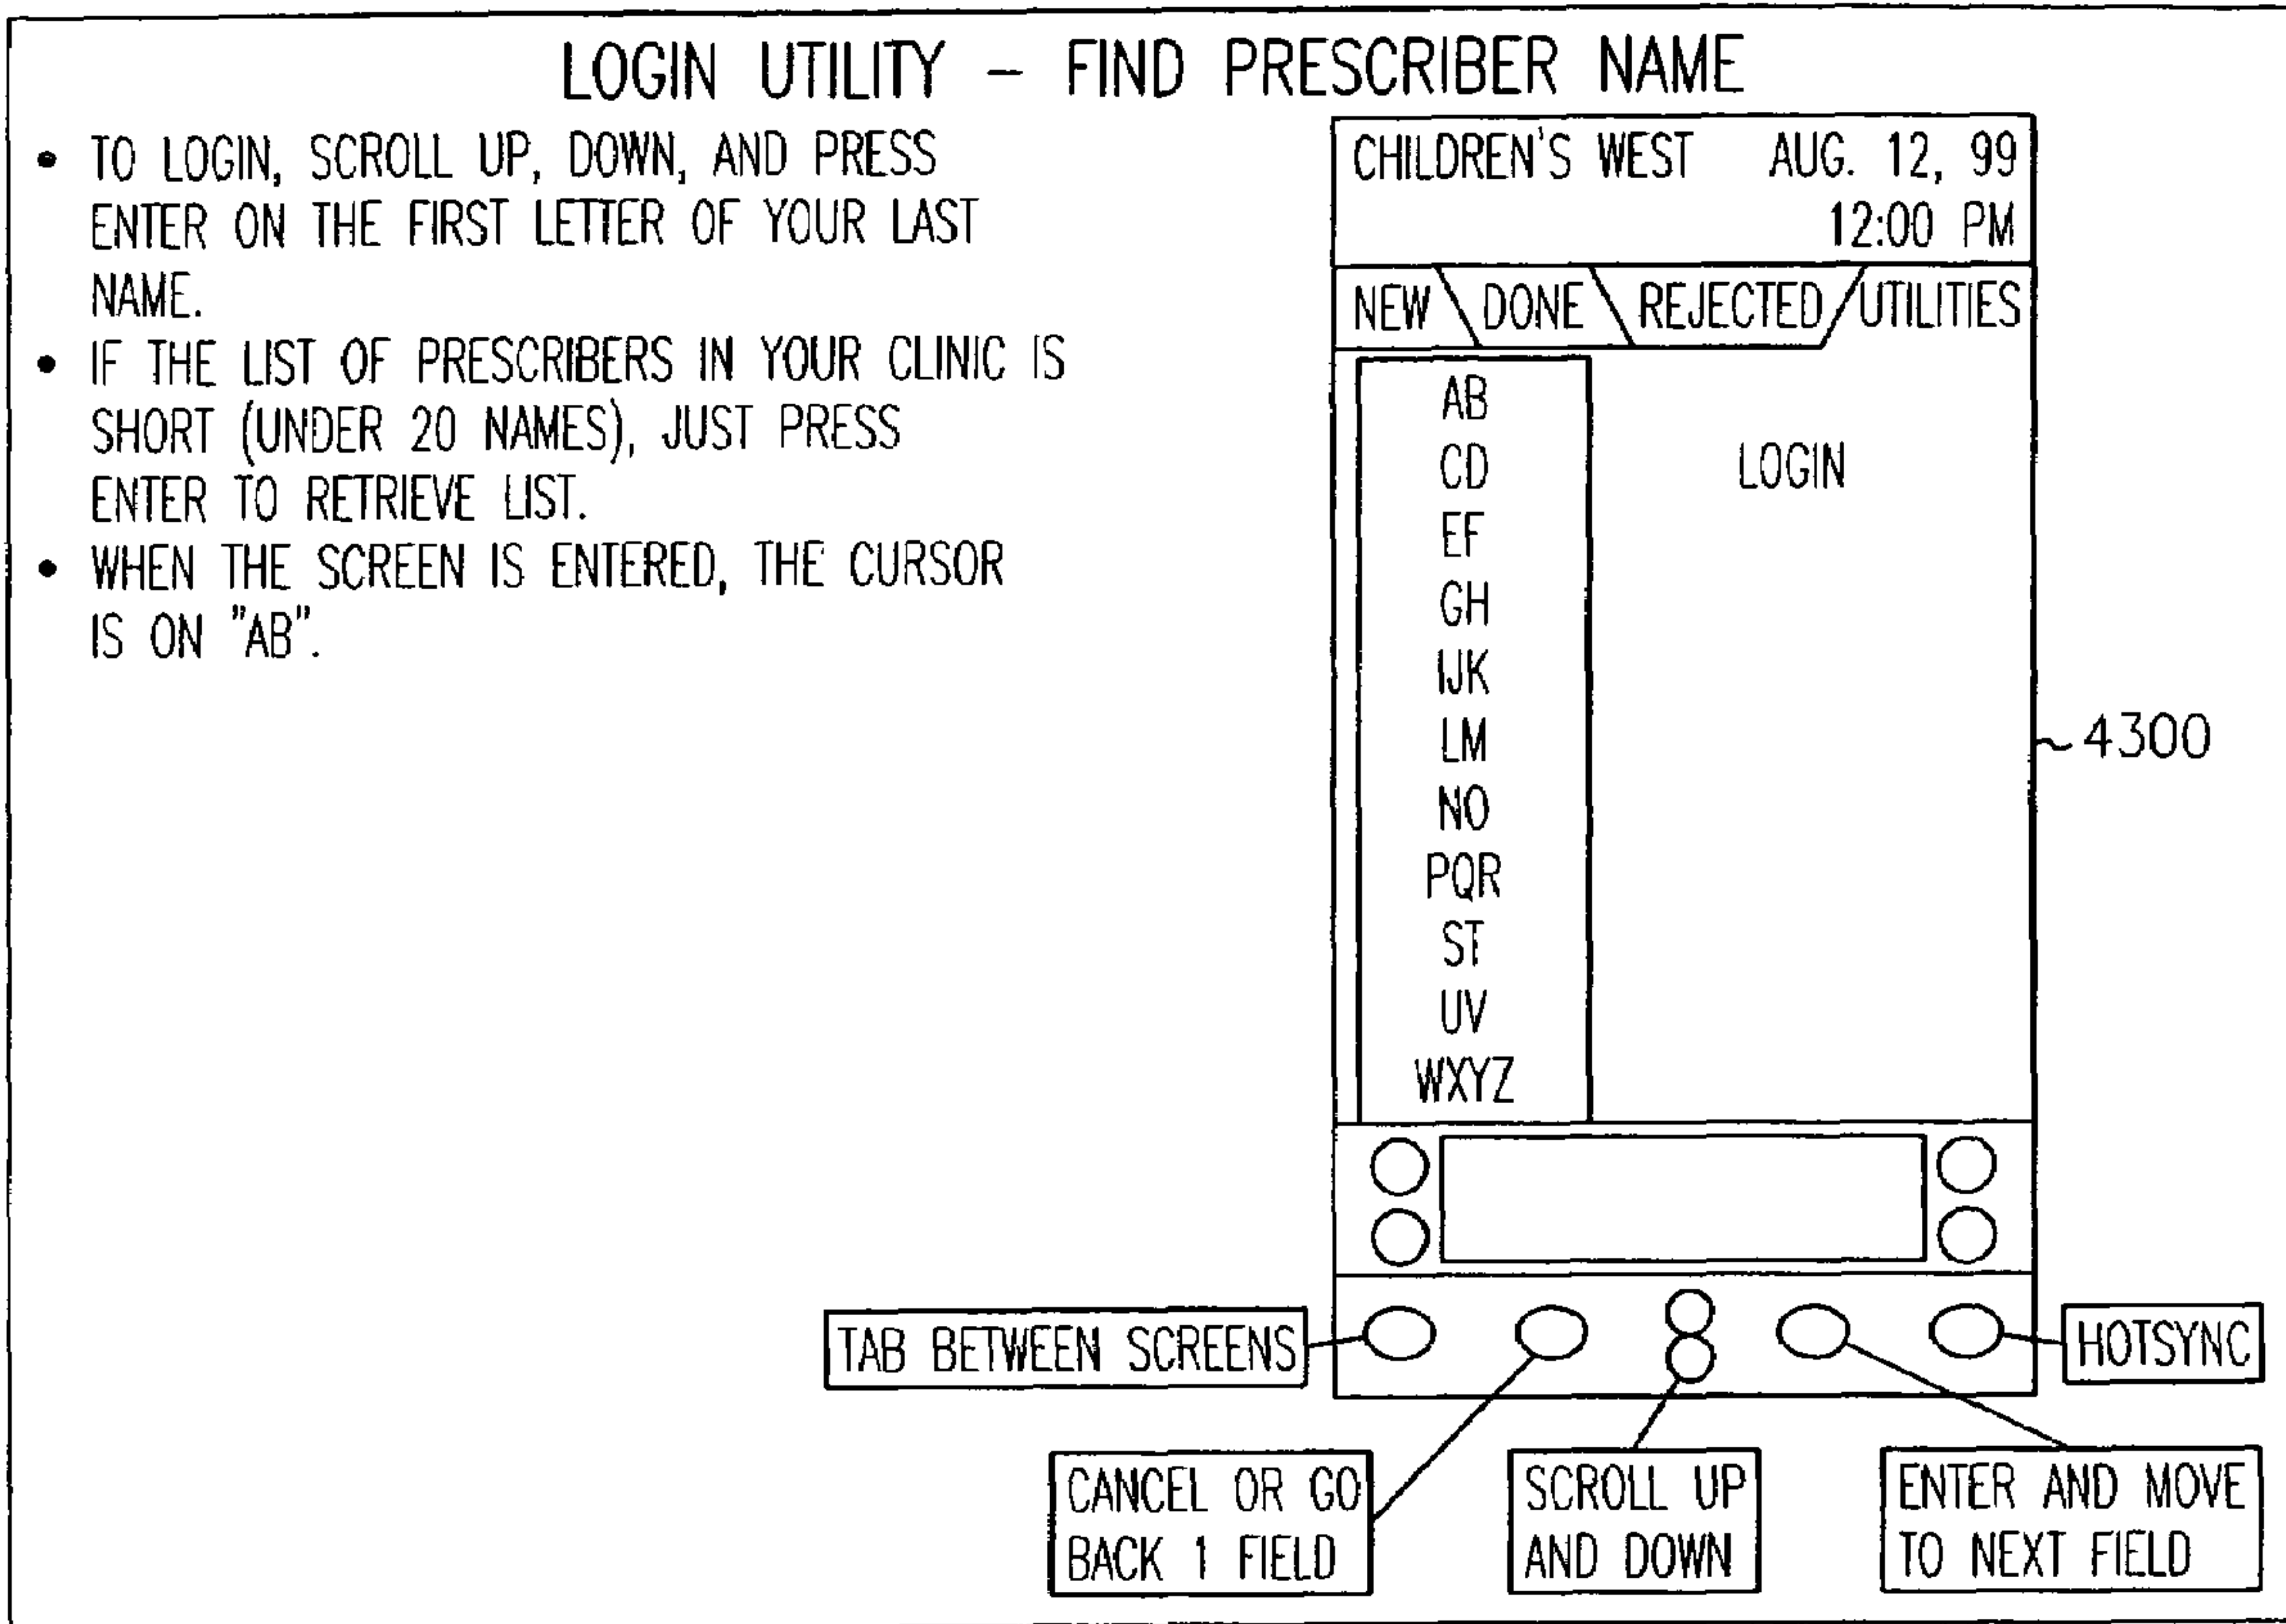 LOGIN UTILITY – FIND PRESCRIBER NAME
• TO LOGIN, SCROLL UP, DOWN, AND PRESS
ENTER ON THE FIRST LETTER OF YOUR LAST
NAME.
• IF THE LIST OF PRESCRIBERS IN YOUR CLINIC IS
SHORT (UNDER 20 NAMES), JUST PRESS
ENTER TO RETRIEVE LIST.
• WHEN THE SCREEN IS ENTERED, THE CURSOR
IS ON "AB".
CHILDREN'S WEST AUG. 12, 99
12:00 PM
NEW DONE REJECTED UTILITIES
AB
CD
EF
GH
IJK
LM
NO
PQR
ST
UV
WXYZ
LOGIN
4300
TAB BETWEEN SCREENS
HOTSYNC
CANCEL OR GO
BACK 1 FIELD
SCROLL UP
AND DOWN
ENTER AND MOVE
TO NEXT FIELD